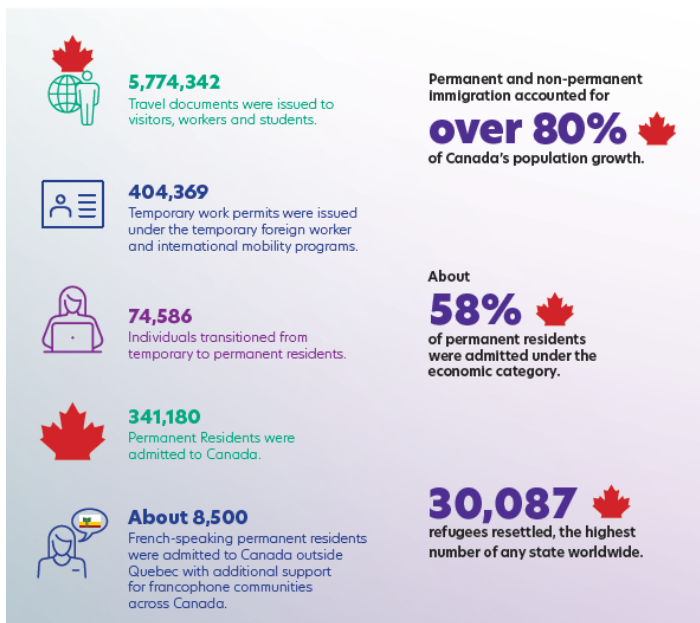 5,774,342
Travel documents were issued to
visitors, workers and students.
404,369
Temporary work permits were issued
under the temporary foreign worker
and international mobility programs.
74,586
Individuals transitioned from
temporary to permanent residents.
341,180
Permanent Residents were
admitted to Canada.
About 8,500
French-speaking permanent residents
were admitted to Canada outside
Quebec with additional support
for francophone communities
across Canada.
Permanent and non-permanent
immigration accounted for
over 80%
of Canada's population growth.
About
58%
of permanent residents
were admitted under the
economic category.
30,087
refugees resettled, the highest
number of any state worldwide.